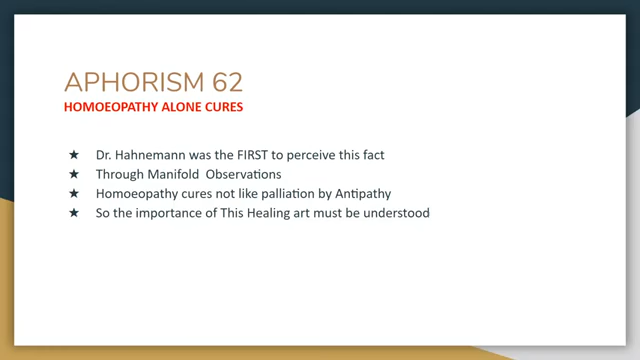 APHORISM 62
HOMOEOPATHY ALONE CURES
★ Dr. Hahnemann was the FIRST to perceive this fact
★ Through Manifold Observations
★ Homoeopathy cures not like palliation by Antipathy
★ So the importance of This Healing art must be understood